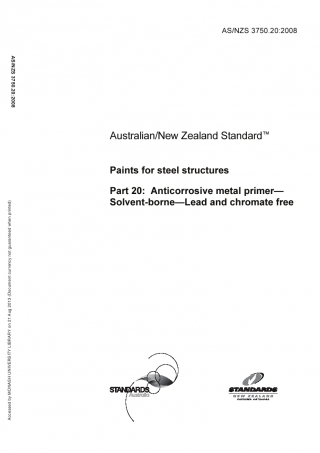 AS/NZS 3750.20:2008
AS/NZS 3750.20:2008
Australian/New Zealand Standard™
Paints for steel structures
Part 20: Anticorrosive metal primer—
Solvent-borne—Lead and chromate free
Accessed by MONASH UNIVERSITY LIBRARY on 21 Aug 2010 (Document currency not guaranteed when printed)
STANDARDS
Australia
STANDARDS
NEW ZEALAND